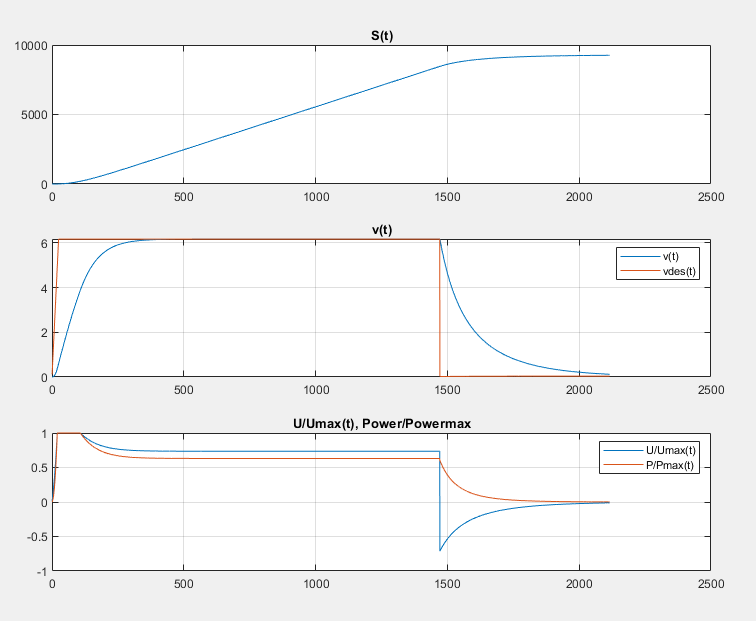 S(t)
10000
5000
0
0 500 1000 1500 2000 2500
v(t)
6
4
2
0
v(t)
vdes(t)
0 500 1000 1500 2000 2500
U/Umax(t), Power/Powermax
1
0.5
0
-0.5
-1
U/Umax(t)
P/Pmax(t)
0 500 1000 1500 2000 2500